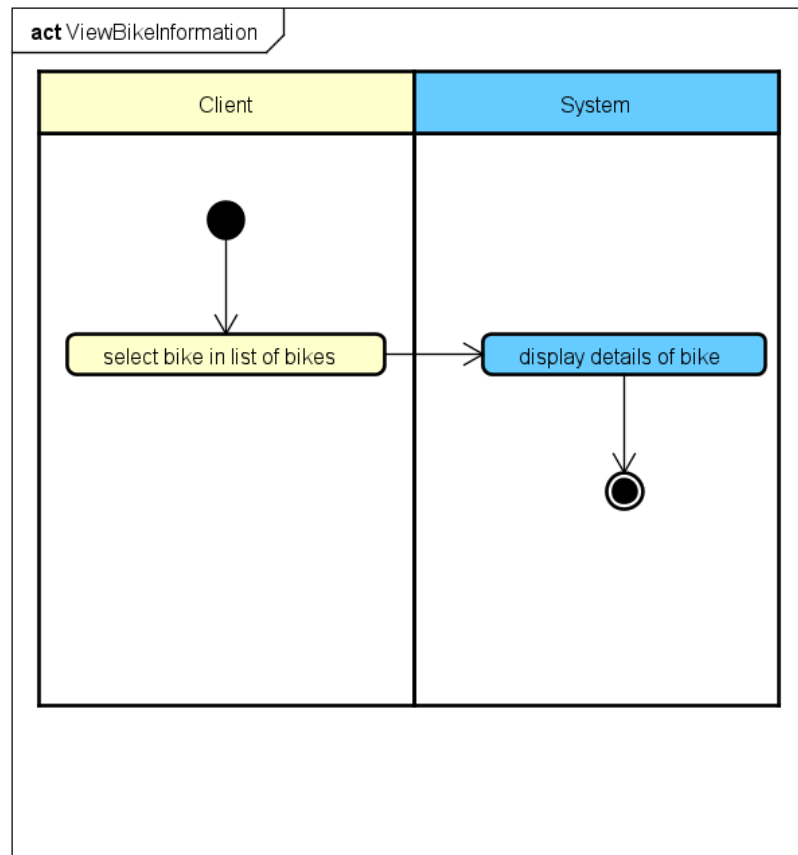 act ViewBikeInformation
Client
System
select bike in list of bikes
display details of bike